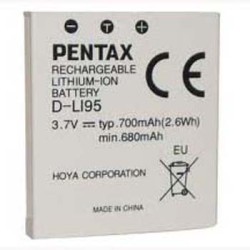 PENTAX
RECHARGEABLE
LITHIUM-ION
BATTERY
D-LI95
CE
3.7V ⎓ typ.700mAh(2.6Wh)
min.680mAh
EU
HOYA CORPORATION
MADE IN CHINA